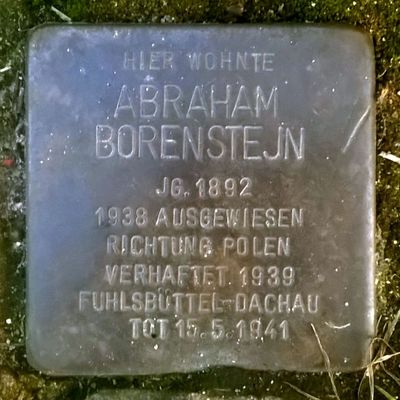 HIER WOHNTE
ABRAHAM
BORENSTEJN
JG. 1892
1938 AUSGEWIESEN
RICHTUNG POLEN
VERHAFTET 1939
FUHLSBÜTTEL-DACHAU
TOT 15.5.1941